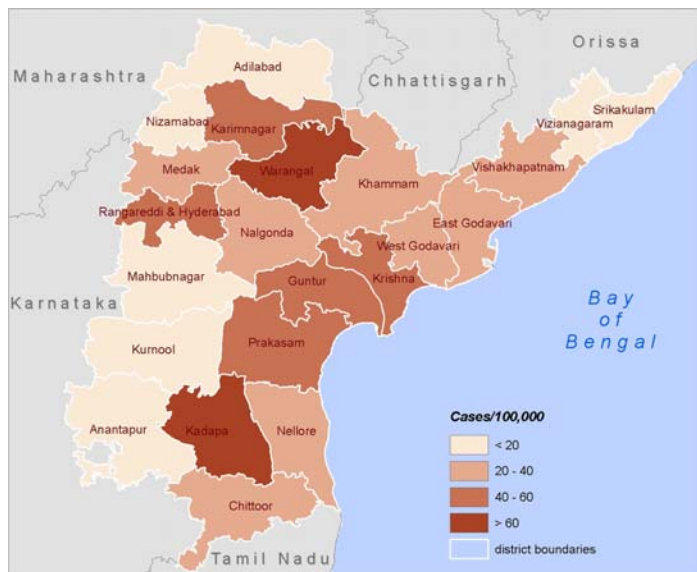 Orissa
Maharashtra
Adilabad
Chhattisgarh
Srikakulam
Nizamabad
Karimnagar
Vizianagaram
Medak
Warangal
Vishakhapatnam
Khammam
Rangareddi & Hyderabad
East Godavari
Nalgonda
West Godavari
Mahbubnagar
Guntur
Krishna
Karnataka
Bay
of
Bengal
Kurnool
Prakasam
Anantapur
Kadapa
Nellore
Chittoor
Tamil Nadu
Cases/100,000
< 20
20 - 40
40 - 60
> 60
district boundaries